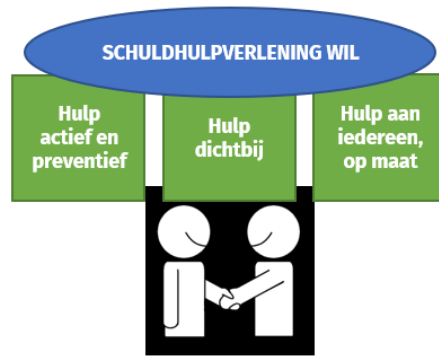 SCHULDHULPVERLENING WIL
Hulp
actief en
preventief
Hulp
dichtbij
Hulp aan
iedereen,
op maat